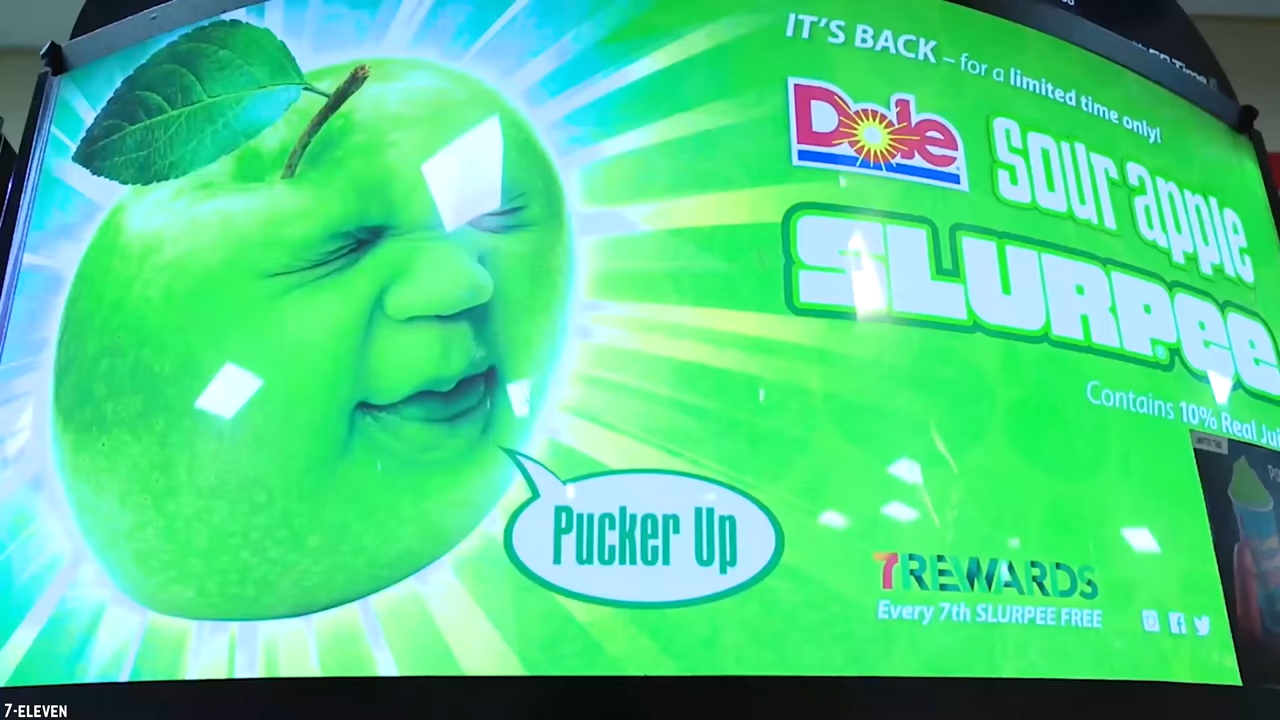 IT'S BACK – for a limited time only!
Dole
sour apple
SLURPEE
Contains 10% Real
Pucker Up
7REWARDS
Every 7th SLURPEE FREE
7-ELEVEN